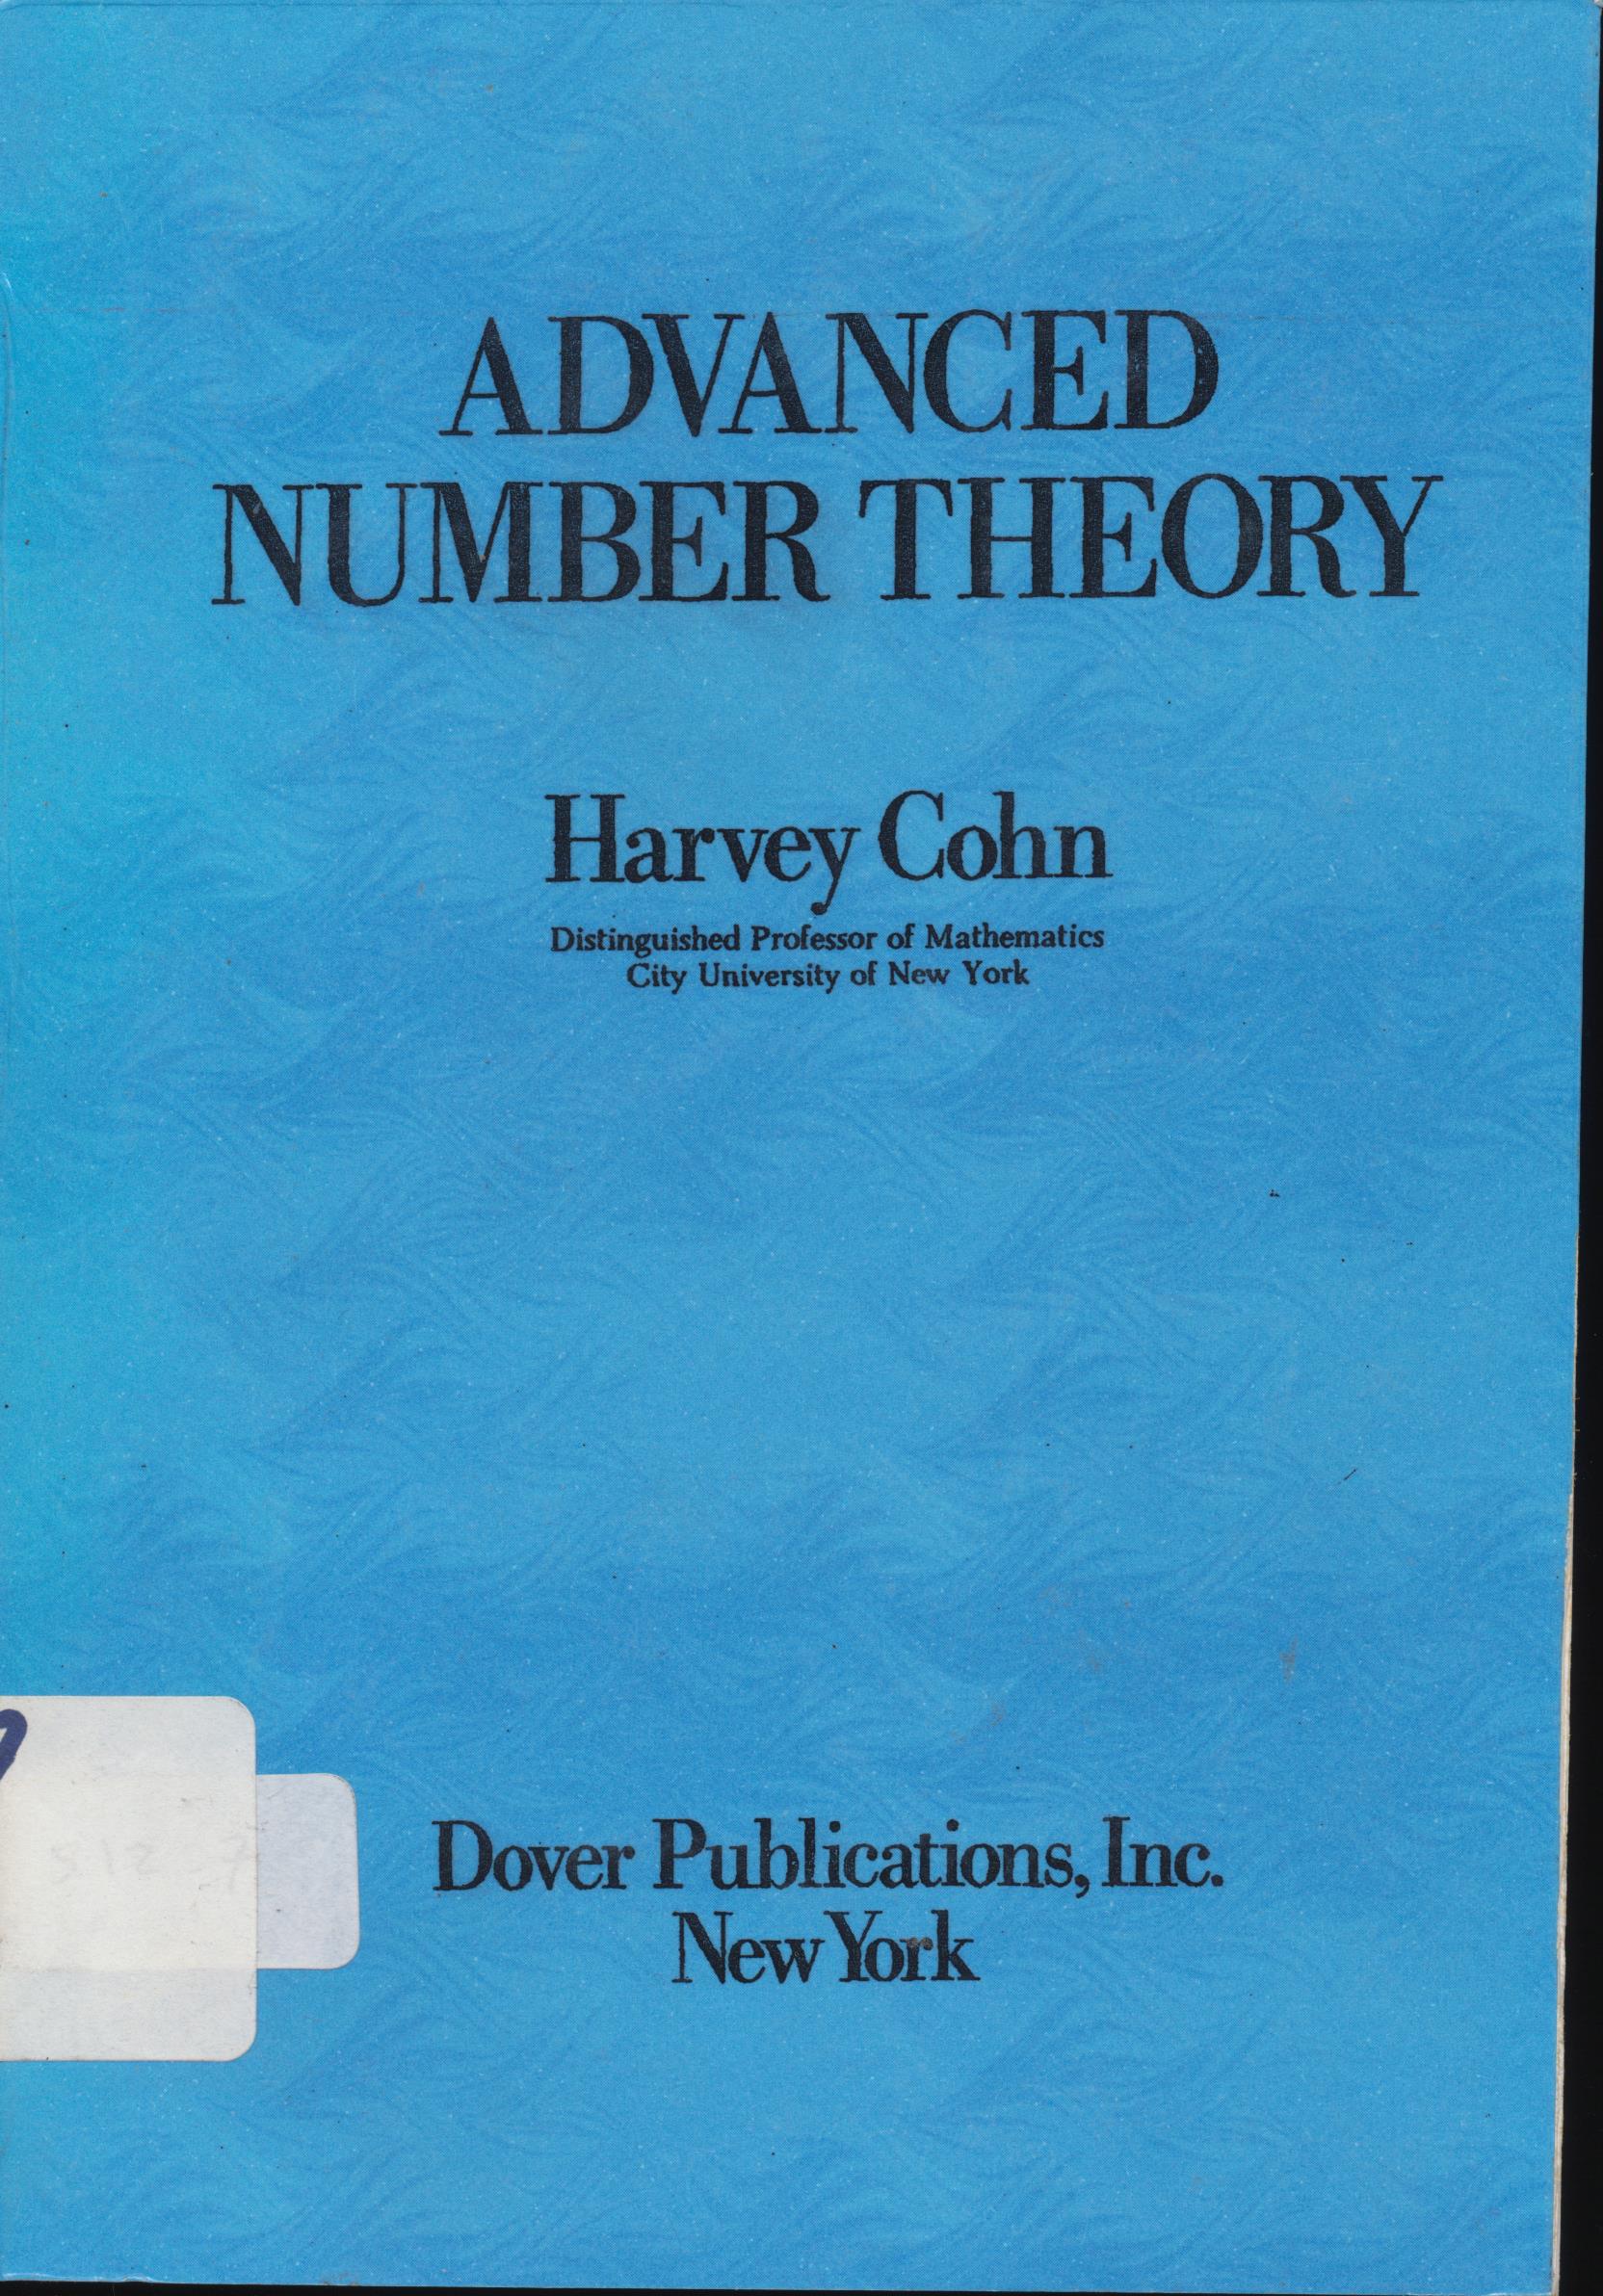 ADVANCED
NUMBER THEORY
Harvey Cohn
Distinguished Professor of Mathematics
City University of New York
Dover Publications, Inc.
New York